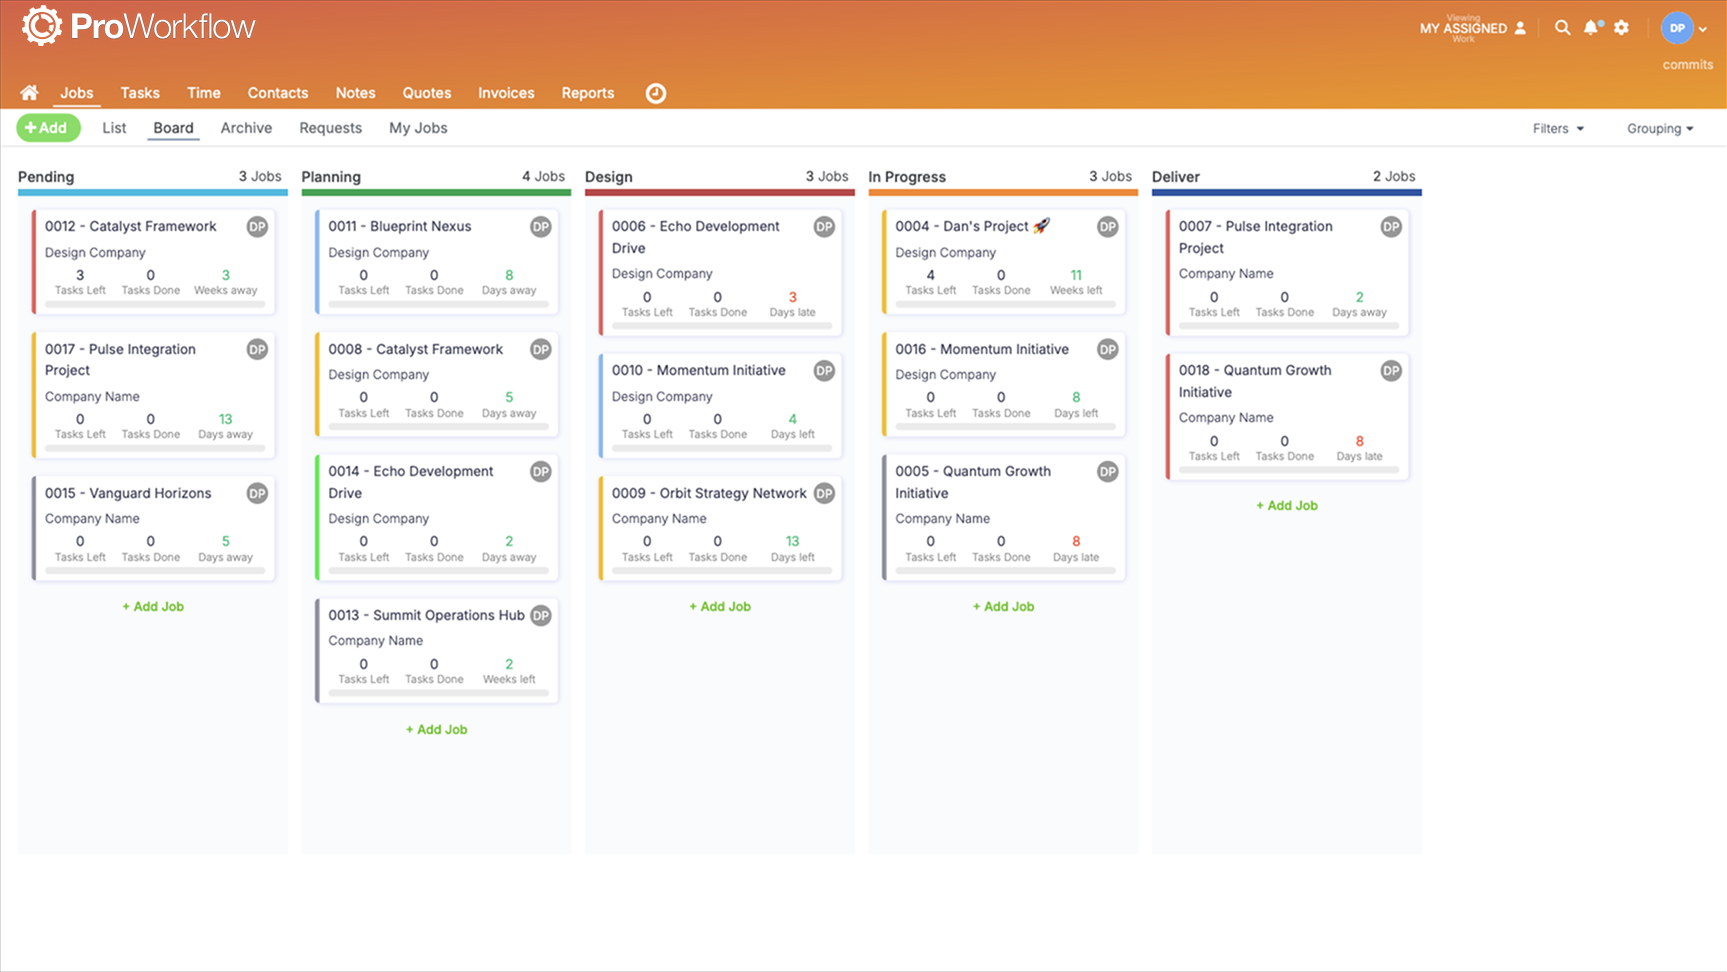 ProWorkflow
Viewing
MY ASSIGNED
Work
DP
commits
Jobs Tasks Time Contacts Notes Quotes Invoices Reports
+ Add List Board Archive Requests My Jobs Filters Grouping
Pending 3 Jobs
0012 - Catalyst Framework DP
Design Company
3 0 3
Tasks Left Tasks Done Weeks away
0017 - Pulse Integration DP
Project
Company Name
0 0 13
Tasks Left Tasks Done Days away
0015 - Vanguard Horizons DP
Company Name
0 0 5
Tasks Left Tasks Done Days away
+ Add Job
Planning 4 Jobs
0011 - Blueprint Nexus DP
Design Company
0 0 8
Tasks Left Tasks Done Days away
0008 - Catalyst Framework DP
Design Company
0 0 5
Tasks Left Tasks Done Days away
0014 - Echo Development DP
Drive
Design Company
0 0 2
Tasks Left Tasks Done Days away
0013 - Summit Operations Hub DP
Company Name
0 0 2
Tasks Left Tasks Done Weeks left
+ Add Job
Design 3 Jobs
0006 - Echo Development DP
Drive
Design Company
0 0 3
Tasks Left Tasks Done Days late
0010 - Momentum Initiative DP
Design Company
0 0 4
Tasks Left Tasks Done Days left
0009 - Orbit Strategy Network DP
Company Name
0 0 13
Tasks Left Tasks Done Days left
+ Add Job
In Progress 3 Jobs
0004 - Dan's Project 🚀 DP
Design Company
4 0 11
Tasks Left Tasks Done Weeks left
0016 - Momentum Initiative DP
Design Company
0 0 8
Tasks Left Tasks Done Days left
0005 - Quantum Growth DP
Initiative
Company Name
0 0 8
Tasks Left Tasks Done Days late
+ Add Job
Deliver 2 Jobs
0007 - Pulse Integration DP
Project
Company Name
0 0 2
Tasks Left Tasks Done Days away
0018 - Quantum Growth DP
Initiative
Company Name
0 0 8
Tasks Left Tasks Done Days late
+ Add Job